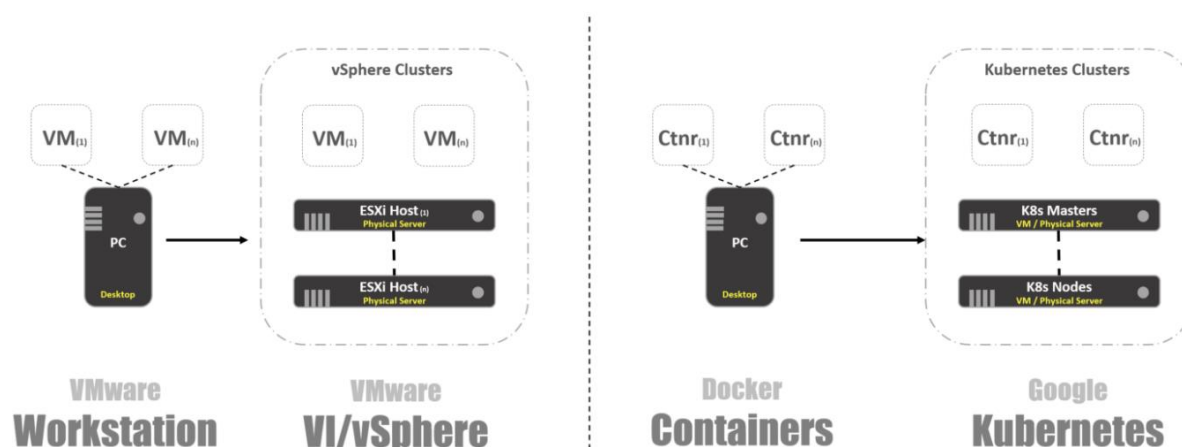 vSphere Clusters
VM(1)
VM(n)
VM(1)
VM(n)
PC
Desktop
ESXi Host (1)
Physical Server
ESXi Host (n)
Physical Server
VMware
Workstation
VMware
VI/vSphere
Kubernetes Clusters
Ctnr(1)
Ctnr(n)
Ctnr(1)
Ctnr(n)
PC
Desktop
K8s Masters
VM / Physical Server
K8s Nodes
VM / Physical Server
Docker
Containers
Google
Kubernetes